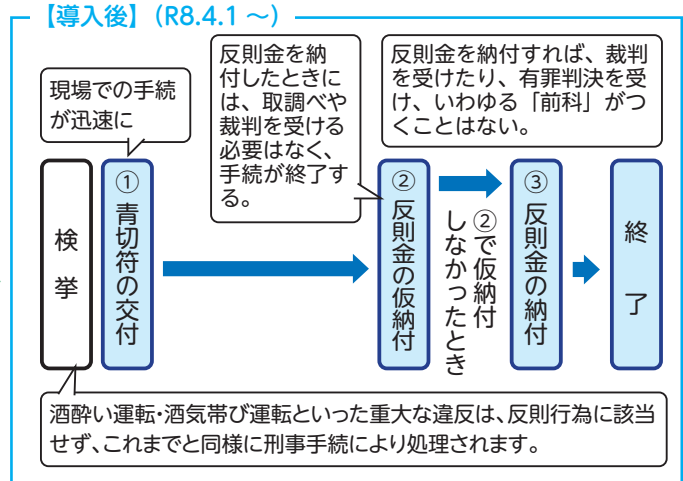 【導入後】（R8.4.1 ～）
現場での手続
が迅速に
反則金を納
付したときに
は、取調べや
裁判を受ける
必要はなく、
手続が終了す
る。
反則金を納付すれば、裁判
を受けたり、有罪判決を受
け、いわゆる「前科」がつ
くことはない。
検挙
①青切符の交付
②反則金の仮納付
②で仮納付
しなかったとき
③反則金の納付
終了
酒酔い運転・酒気帯び運転といった重大な違反は、反則行為に該当
せず、これまでと同様に刑事手続により処理されます。